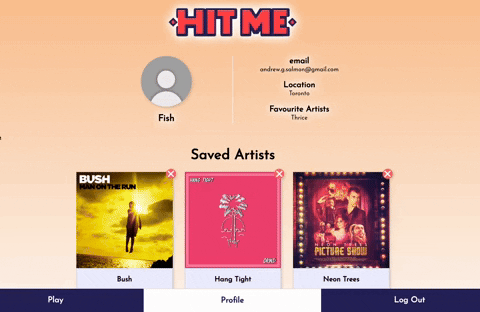 HIT ME
email
andrew.g.salmon@gmail.com
Location
Toronto
Fish
Favourite Artists
Thrice
Saved Artists
BUSH
MAN ON THE RUN
HANG TIGHT
NEON TREES
PICTURE SHOW
Bush
Hang Tight
Neon Trees
Play
Profile
Log Out